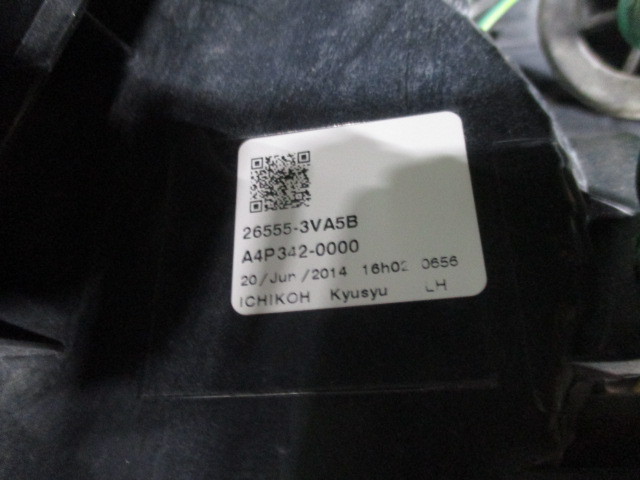 26555-3VA5B
A4P342-0000
20/Jun/2014 16h02 0656
ICHIKOH Kyusyu LH